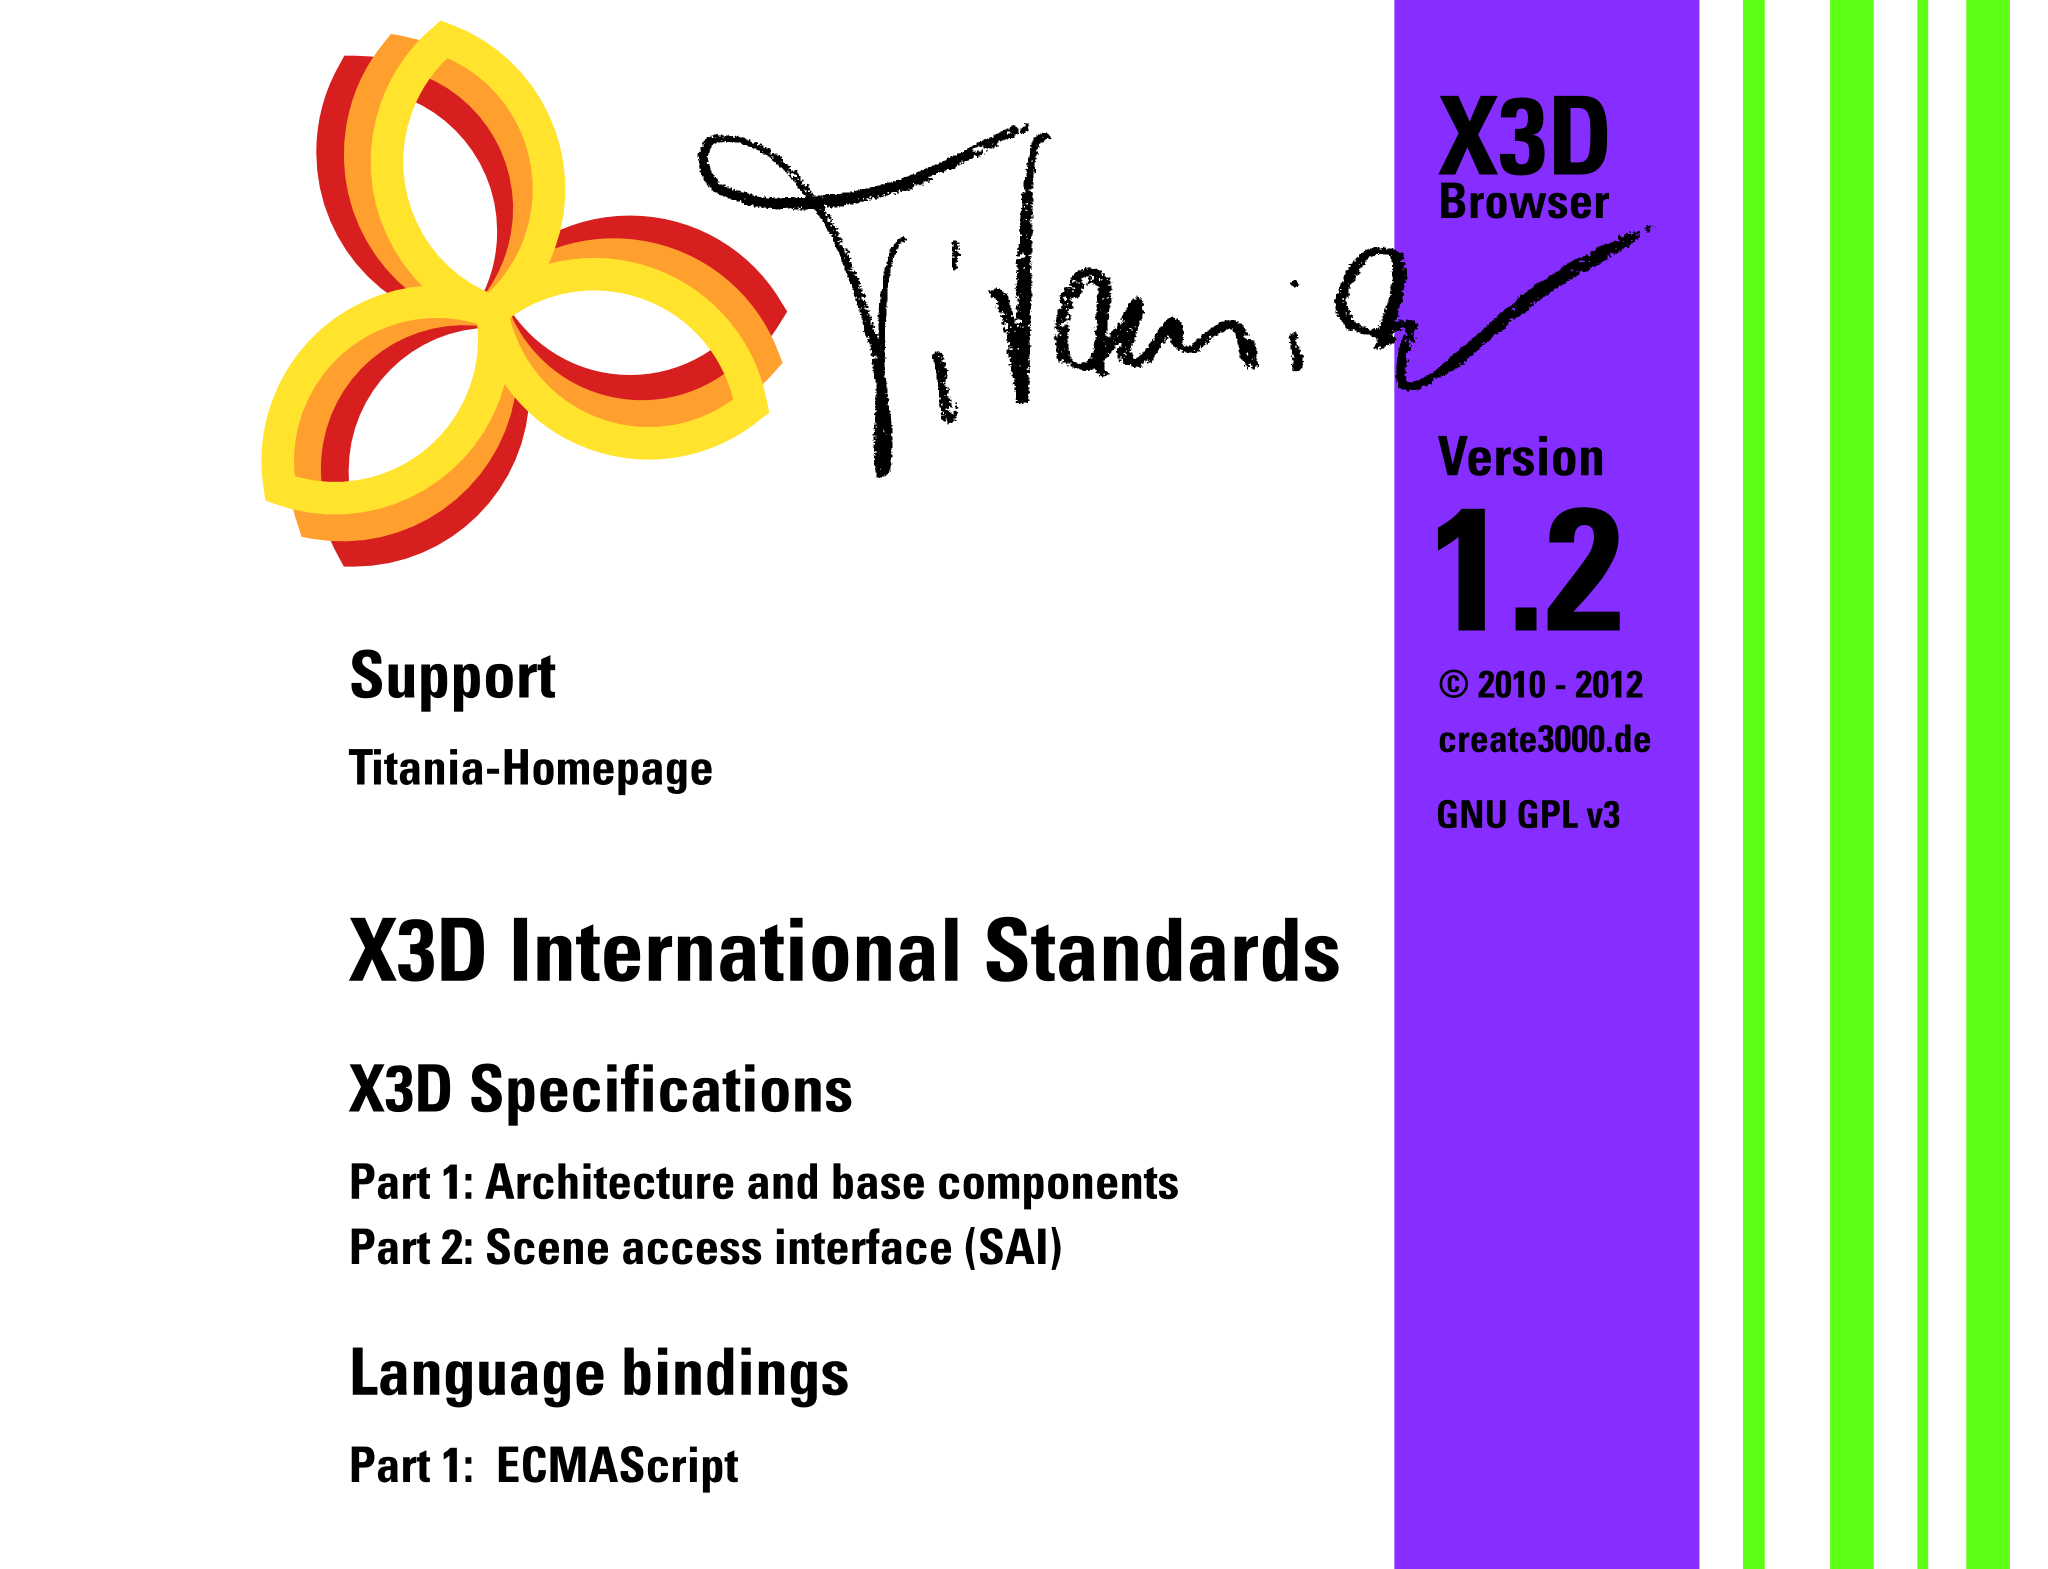 Titania
X3D
Browser
Version
1.2
© 2010 - 2012
create3000.de
GNU GPL v3
Support
Titania-Homepage
X3D International Standards
X3D Specifications
Part 1: Architecture and base components
Part 2: Scene access interface (SAI)
Language bindings
Part 1:  ECMAScript